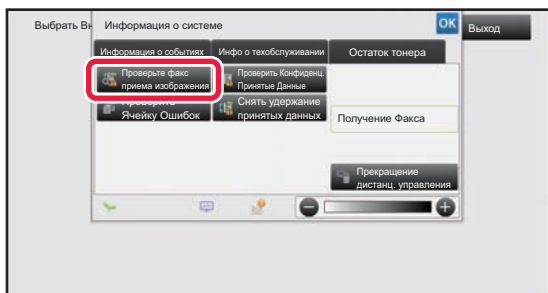 Выбрать Вн
Информация о системе
OK
Выход
Информация о событиях
Инфо о техобслуживании
Остаток тонера
Проверьте факс
приема изображения
Проверить Конфиденц.
Принятые Данные
Проверить
Ячейку Ошибок
Снять удержание
принятых данных
Получение Факса
Прекращение
дистанц. управления